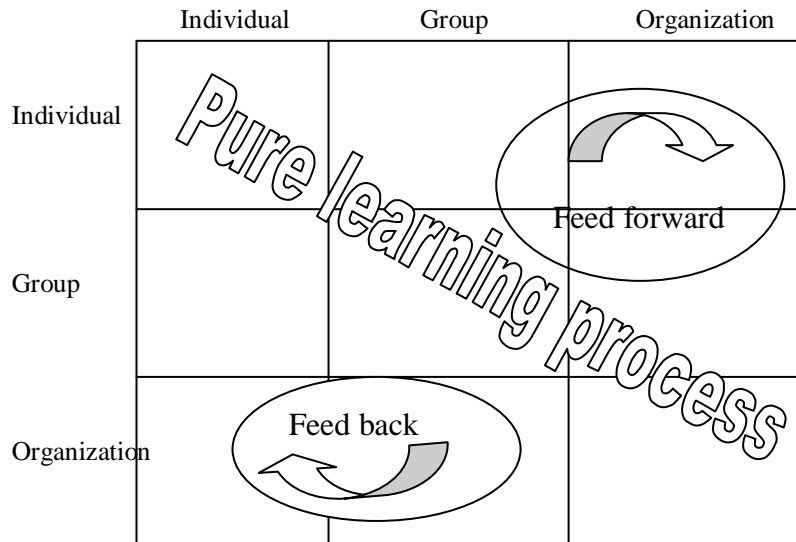 Individual Group Organization
Individual
Pure learning process
Feed forward
Group
Feed back
Organization